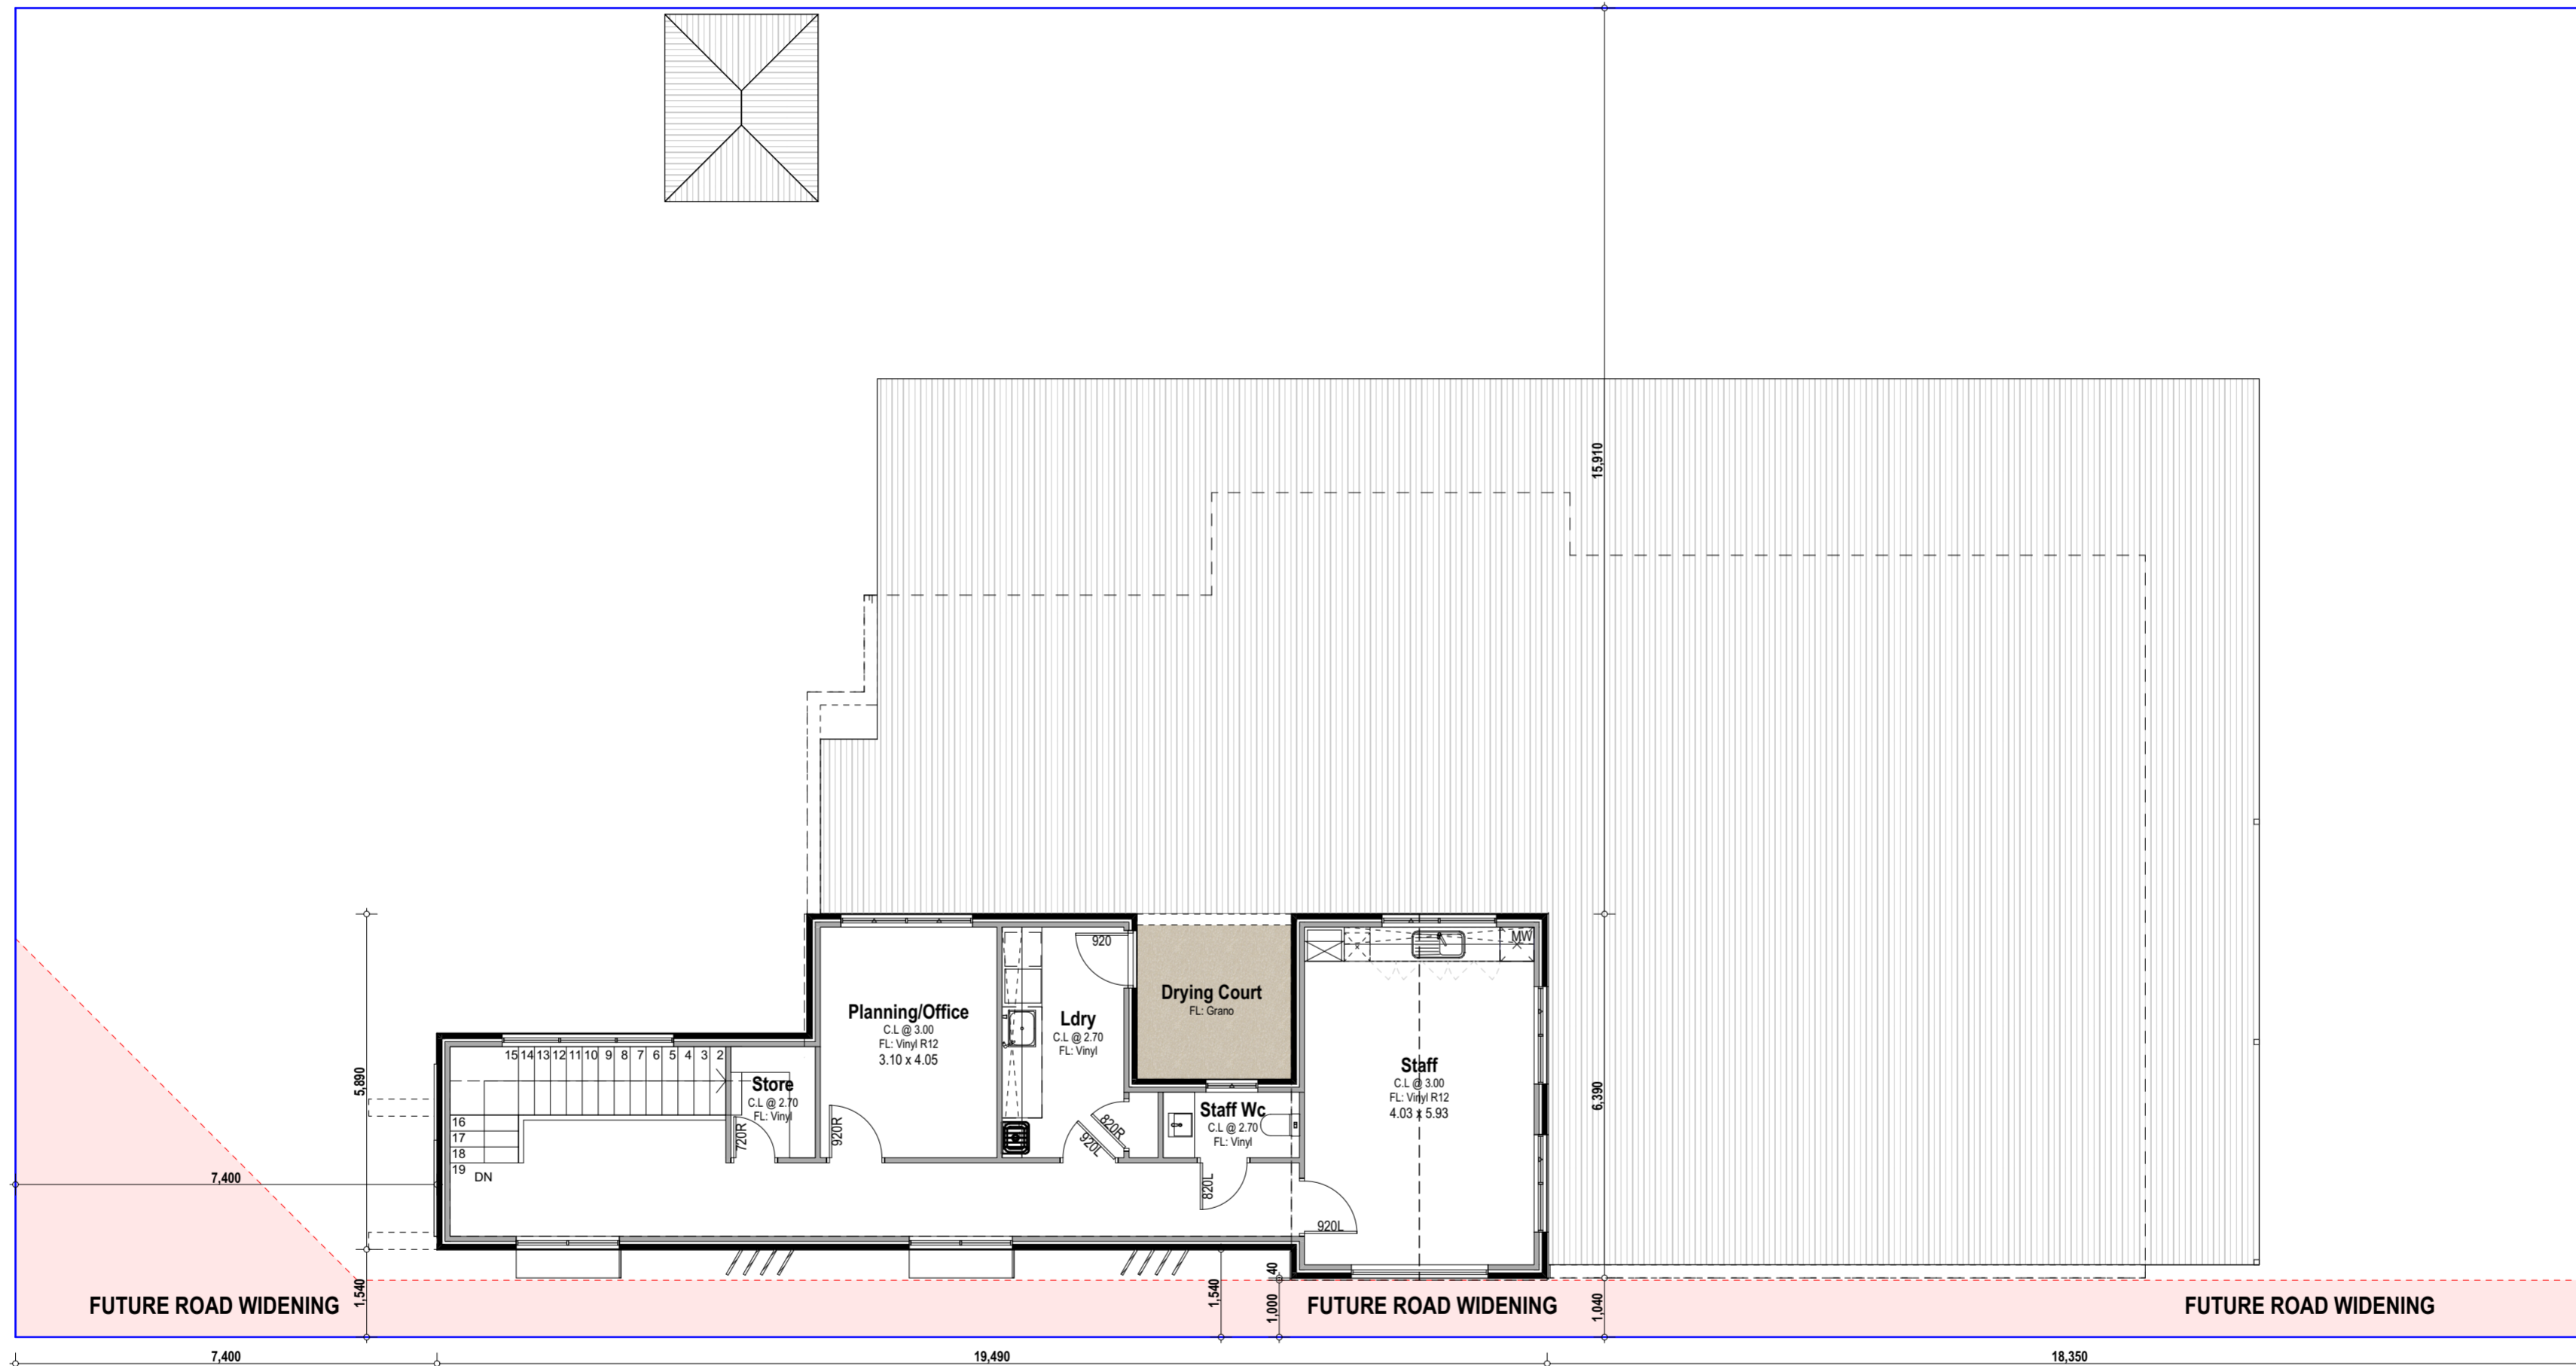 15,910
920
MW
Drying Court
FL: Grano
Planning/Office
C.L @ 3.00
FL: Vinyl R12
3.10 x 4.05
Ldry
C.L @ 2.70
FL: Vinyl
Staff
C.L @ 3.00
FL: Vinyl R12
4.03 x 5.93
15 14 13 12 11 10 9 8 7 6 5 4 3 2
Store
C.L @ 2.70
FL: Vinyl
5,890
6,390
16
17
18
19
DN
720R
920R
820R
920L
Staff Wc
C.L @ 2.70
FL: Vinyl
820L
920L
7,400
FUTURE ROAD WIDENING
1,540
1,540
40
1,000
FUTURE ROAD WIDENING
1,040
FUTURE ROAD WIDENING
7,400
19,490
18,350